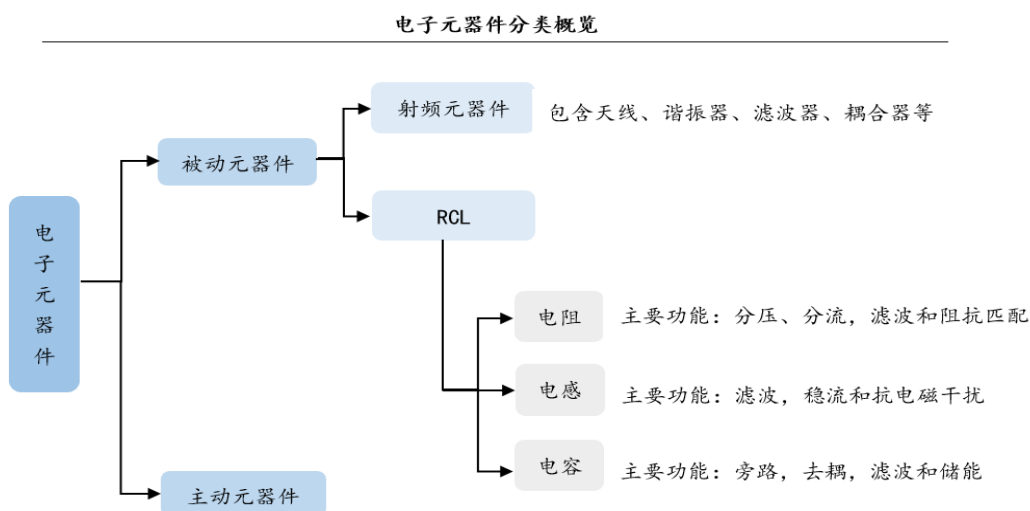 电子元器件分类概览
射频元器件
包含天线、谐振器、滤波器、耦合器等
被动元器件
RCL
电子元器件
电阻
主要功能：分压、分流，滤波和阻抗匹配
电感
主要功能：滤波，稳流和抗电磁干扰
电容
主要功能：旁路，去耦，滤波和储能
主动元器件